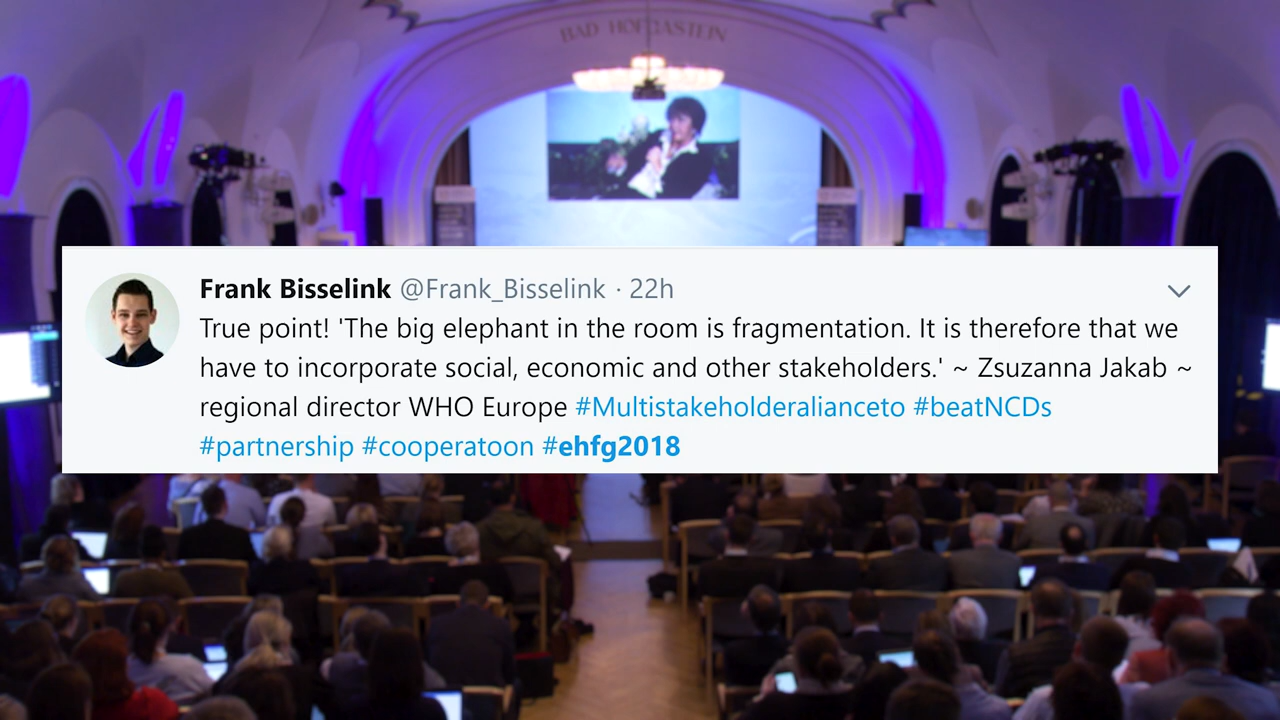 BAD HOFGASTEIN
Frank Bisselink @Frank_Bisselink · 22h
True point! 'The big elephant in the room is fragmentation. It is therefore that we
have to incorporate social, economic and other stakeholders.' ~ Zsuzanna Jakab ~
regional director WHO Europe #Multistakeholderalianceto #beatNCDs
#partnership #cooperatoon #ehfg2018